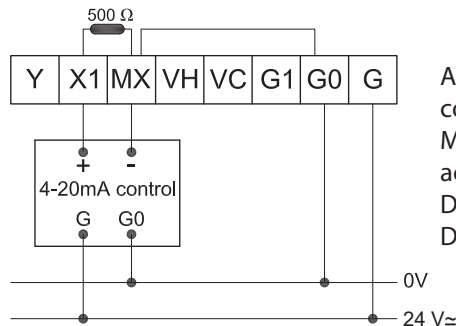 500 Ω
Y X1 MX VH VC G1 G0 G
+ -
4-20mA control
G G0
0V
24 V≃
A
co
M
ac
D
D